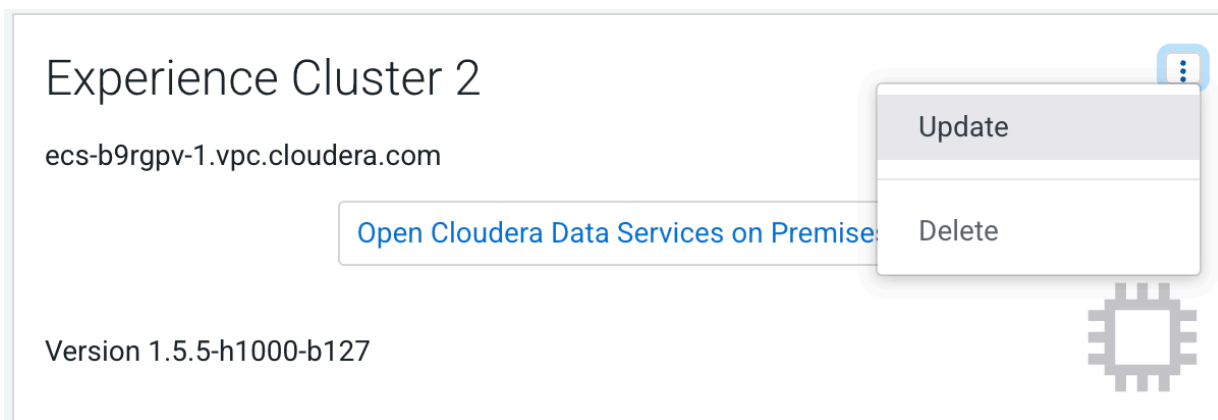 Experience Cluster 2
Update
ecs-b9rgpv-1.vpc.cloudera.com
Open Cloudera Data Services on Premise
Delete
Version 1.5.5-h1000-b127